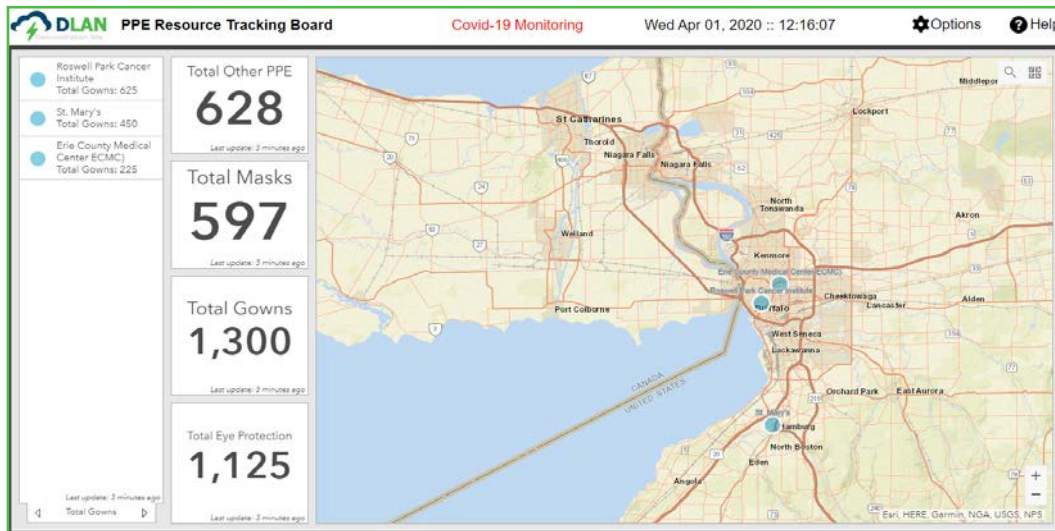 DLAN
Demonstration Site
PPE Resource Tracking Board
Covid-19 Monitoring
Wed Apr 01, 2020 :: 12:16:07
Options
Help
Roswell Park Cancer
Institute
Total Gowns: 625
St. Mary's
Total Gowns: 450
Erie County Medical
Center ECMC)
Total Gowns: 225
Last update: 3 minutes ago
Total Gowns
Total Other PPE
628
Last update: 3 minutes ago
Total Masks
597
Last update: 3 minutes ago
Total Gowns
1,300
Last update: 3 minutes ago
Total Eye Protection
1,125
Last update: 3 minutes ago
Middlepor
Lockport
St Catharines
Thorold
Niagara Falls
Niagara Falls
North
Tonawanda
Akron
Welland
Kenmore
Erie County Medical Center ECMC)
Roswell Park Cancer Institute
Buffalo
Cheektowaga
Lancaster
Alden
Port Colborne
West Seneca
Lackawanna
CANADA
UNITED STATES
Orchard Park
East Aurora
St. Mary's
Hamburg
North Boston
Eden
Angola
Esri, HERE, Garmin, NGA, USGS, NPS